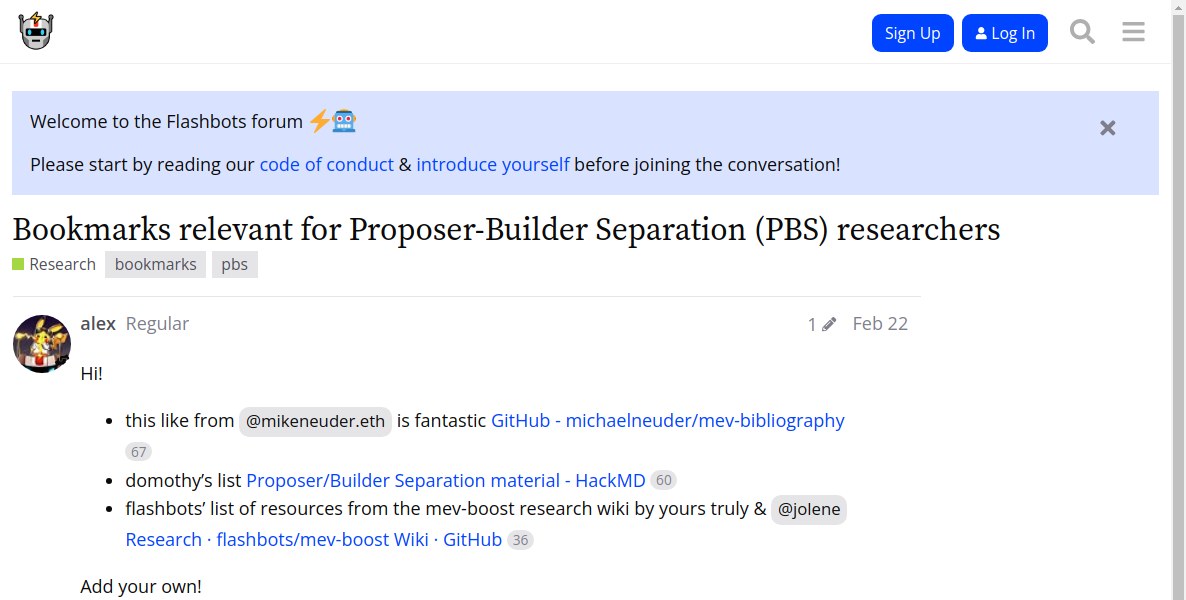 Sign Up
Log In
Welcome to the Flashbots forum
Please start by reading our code of conduct & introduce yourself before joining the conversation!
Bookmarks relevant for Proposer-Builder Separation (PBS) researchers
Research bookmarks pbs
alex Regular 1 Feb 22
Hi!
this like from @mikeneuder.eth is fantastic GitHub - michaelneuder/mev-bibliography
67
domothy’s list Proposer/Builder Separation material - HackMD 60
flashbots’ list of resources from the mev-boost research wiki by yours truly & @jolene
Research · flashbots/mev-boost Wiki · GitHub 36
Add your own!